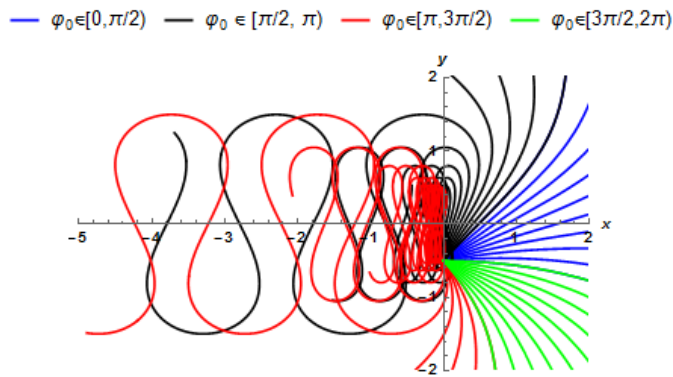 φ₀∈[0,π/2) φ₀ ∈ [π/2, π) φ₀∈[π,3π/2) φ₀∈[3π/2,2π)
y
2
1
-5 -4 -3 -2 -1 1 2 x
-1
-2